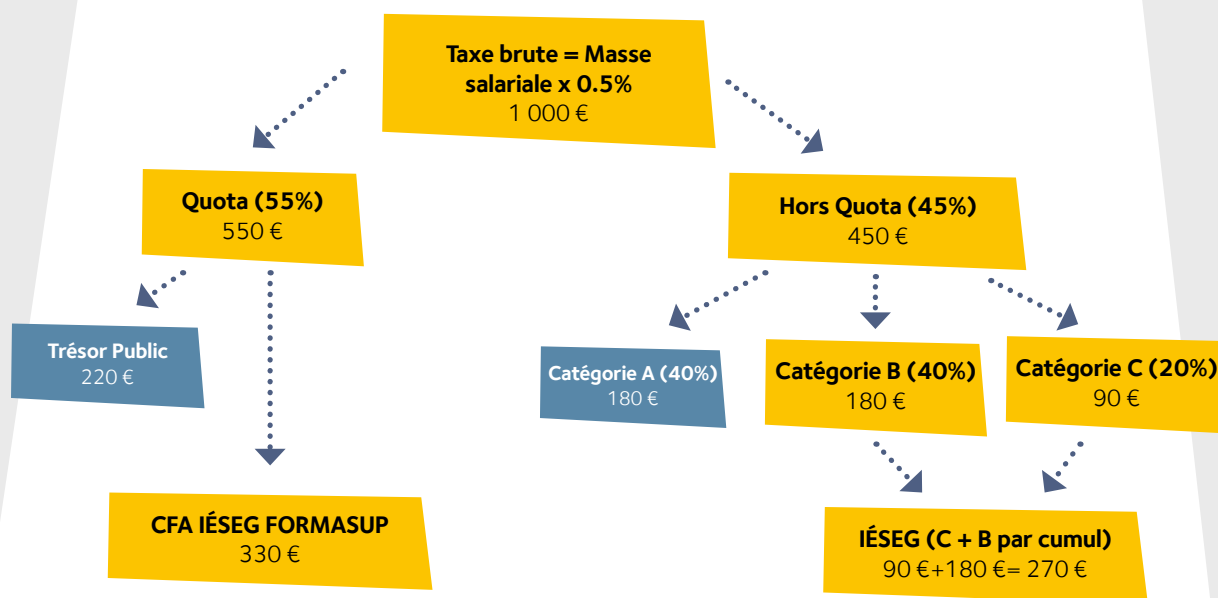 Taxe brute = Masse
salariale x 0.5%
1 000 €
Quota (55%)
550 €
Hors Quota (45%)
450 €
Trésor Public
220 €
Catégorie A (40%)
180 €
Catégorie B (40%)
180 €
Catégorie C (20%)
90 €
CFA IÉSEG FORMASUP
330 €
IÉSEG (C + B par cumul)
90 €+180 €= 270 €